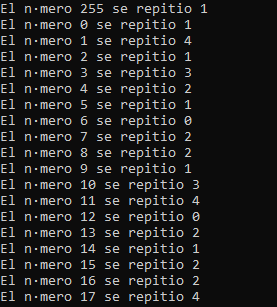 El n·mero 255 se repitio 1
El n·mero 0 se repitio 1
El n·mero 1 se repitio 4
El n·mero 2 se repitio 1
El n·mero 3 se repitio 3
El n·mero 4 se repitio 2
El n·mero 5 se repitio 1
El n·mero 6 se repitio 0
El n·mero 7 se repitio 2
El n·mero 8 se repitio 2
El n·mero 9 se repitio 1
El n·mero 10 se repitio 3
El n·mero 11 se repitio 4
El n·mero 12 se repitio 0
El n·mero 13 se repitio 2
El n·mero 14 se repitio 1
El n·mero 15 se repitio 2
El n·mero 16 se repitio 2
El n·mero 17 se repitio 4